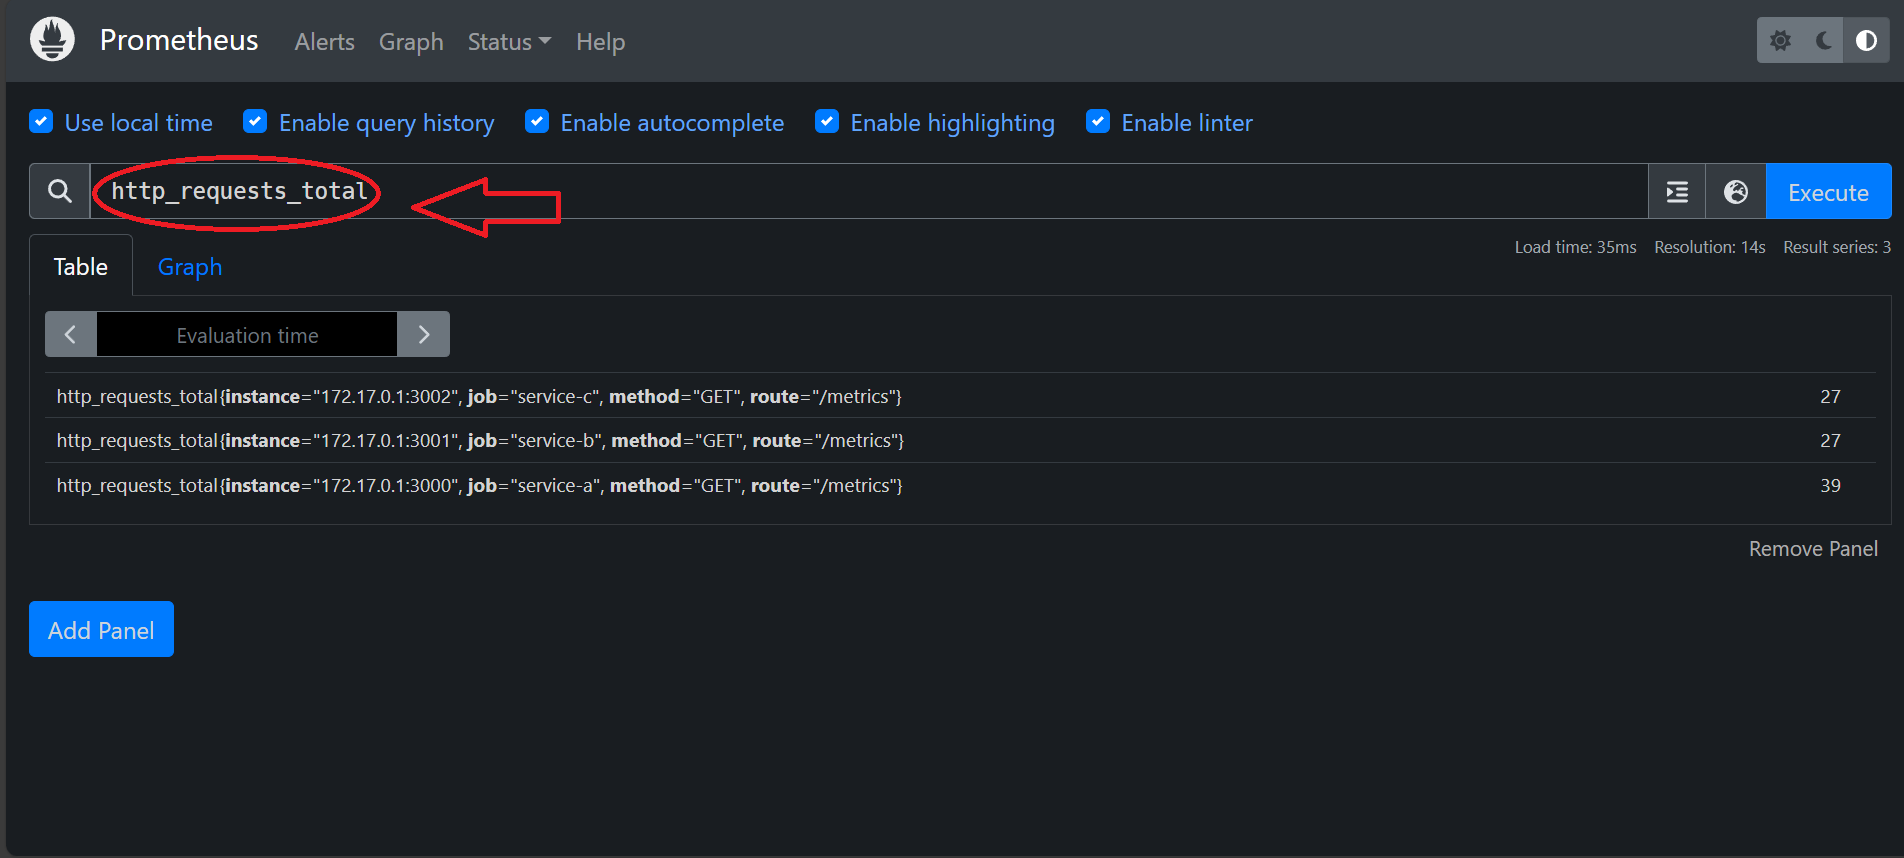 Prometheus Alerts Graph Status Help
Use local time Enable query history Enable autocomplete Enable highlighting Enable linter
http_requests_total Execute
Load time: 35ms Resolution: 14s Result series: 3
Table Graph
Evaluation time
http_requests_total{instance="172.17.0.1:3002", job="service-c", method="GET", route="/metrics"} 27
http_requests_total{instance="172.17.0.1:3001", job="service-b", method="GET", route="/metrics"} 27
http_requests_total{instance="172.17.0.1:3000", job="service-a", method="GET", route="/metrics"} 39
Remove Panel
Add Panel